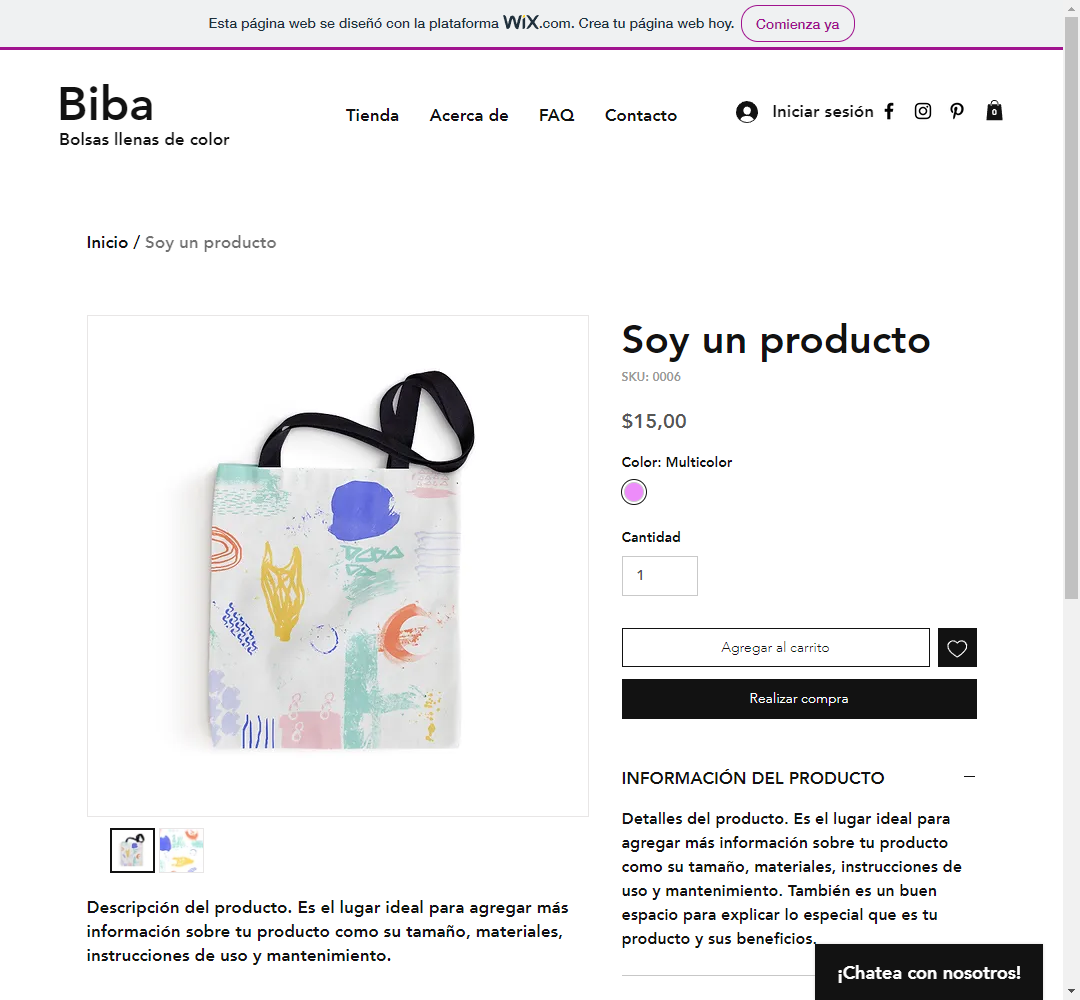 Esta página web se diseñó con la plataforma WiX.com. Crea tu página web hoy. Comienza ya
Biba
Bolsas llenas de color
Tienda Acerca de FAQ Contacto
Iniciar sesión
0
Inicio / Soy un producto
Soy un producto
SKU: 0006
$15,00
Color: Multicolor
Cantidad
1
Agregar al carrito
Realizar compra
INFORMACIÓN DEL PRODUCTO
Detalles del producto. Es el lugar ideal para
agregar más información sobre tu producto
como su tamaño, materiales, instrucciones de
uso y mantenimiento. También es un buen
espacio para explicar lo especial que es tu
producto y sus beneficios.
Descripción del producto. Es el lugar ideal para agregar más
información sobre tu producto como su tamaño, materiales,
instrucciones de uso y mantenimiento.
¡Chatea con nosotros!